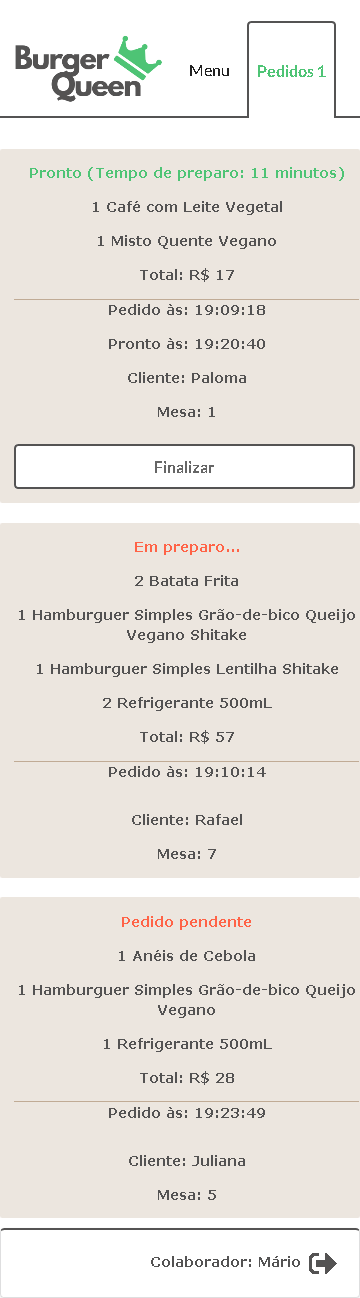 Burger
Queen
Menu
Pedidos 1
Pronto (Tempo de preparo: 11 minutos)
1 Café com Leite Vegetal
1 Misto Quente Vegano
Total: R$ 17
Pedido às: 19:09:18
Pronto às: 19:20:40
Cliente: Paloma
Mesa: 1
Finalizar
Em preparo...
2 Batata Frita
1 Hamburguer Simples Grão-de-bico Queijo
Vegano Shitake
1 Hamburguer Simples Lentilha Shitake
2 Refrigerante 500mL
Total: R$ 57
Pedido às: 19:10:14
Cliente: Rafael
Mesa: 7
Pedido pendente
1 Anéis de Cebola
1 Hamburguer Simples Grão-de-bico Queijo
Vegano
1 Refrigerante 500mL
Total: R$ 28
Pedido às: 19:23:49
Cliente: Juliana
Mesa: 5
Colaborador: Mário